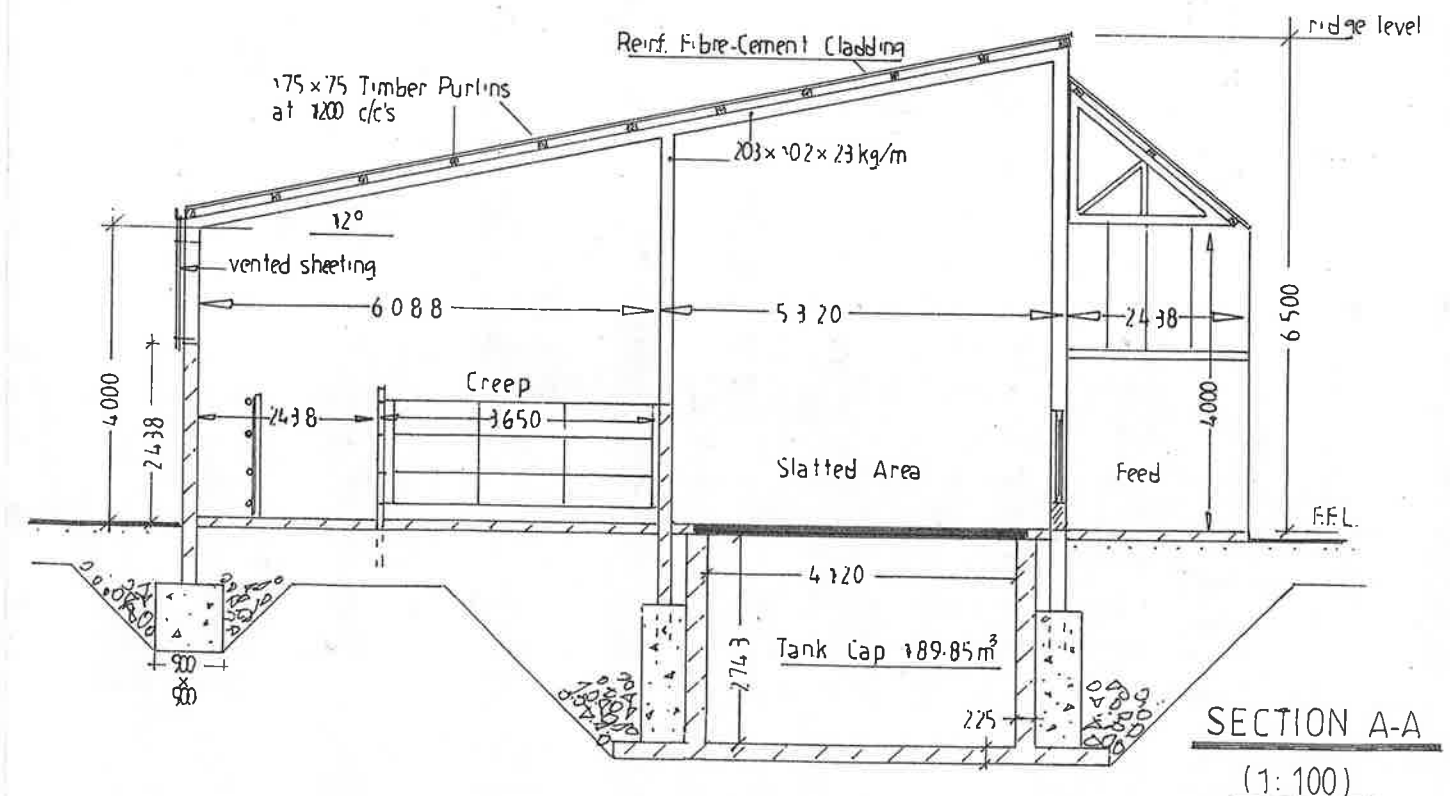 ridge level
Reinf. Fibre-Cement Cladding
175 x 75 Timber Purlins
at 1200 c/c's
203 x 102 x 23 kg/m
12°
vented sheeting
6088
5320
2438
6500
4000
2438
Creep
2438
3650
4000
Slatted Area
Feed
F.F.L.
4120
2743
Tank Cap 189.85m³
900
x
900
225
SECTION A-A
(1:100)